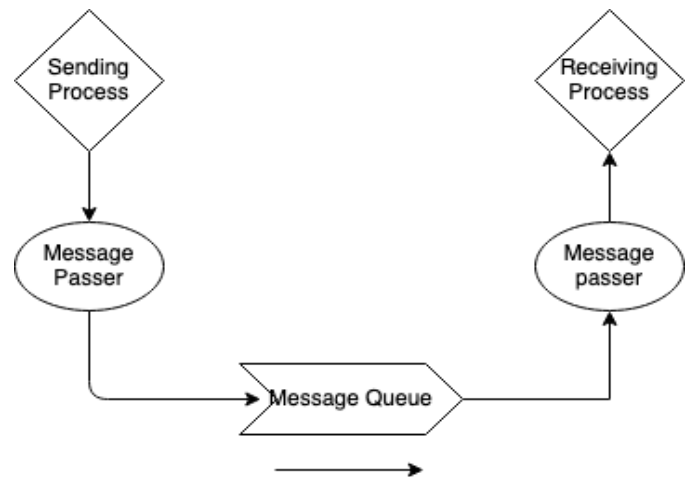 Sending
Process
Receiving
Process
Message
Passer
Message
passer
Message Queue